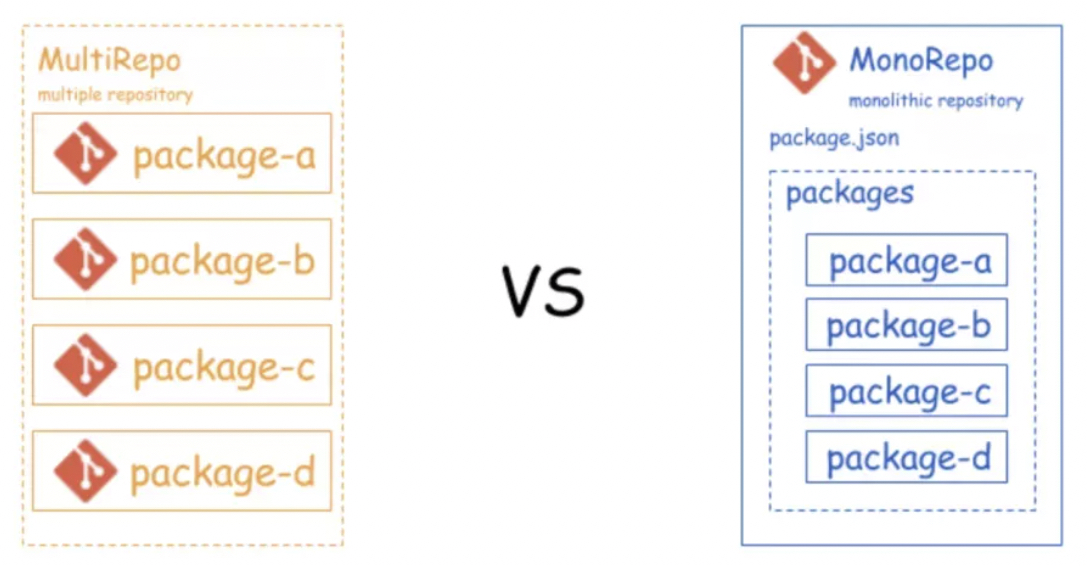 MultiRepo
multiple repository
package-a
package-b
package-c
package-d
vs
MonoRepo
monolithic repository
package.json
packages
package-a
package-b
package-c
package-d